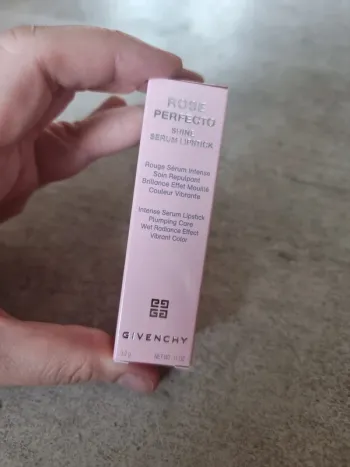 ROSE
PERFECTO
SHINE
SERUM LIPSTICK
Rouge Sérum Intense
Soin Repulpant
Brillance Effet Mouillé
Couleur Vibrante
Intense Serum Lipstick
Plumping Care
Wet Radiance Effect
Vibrant Color
GIVENCHY